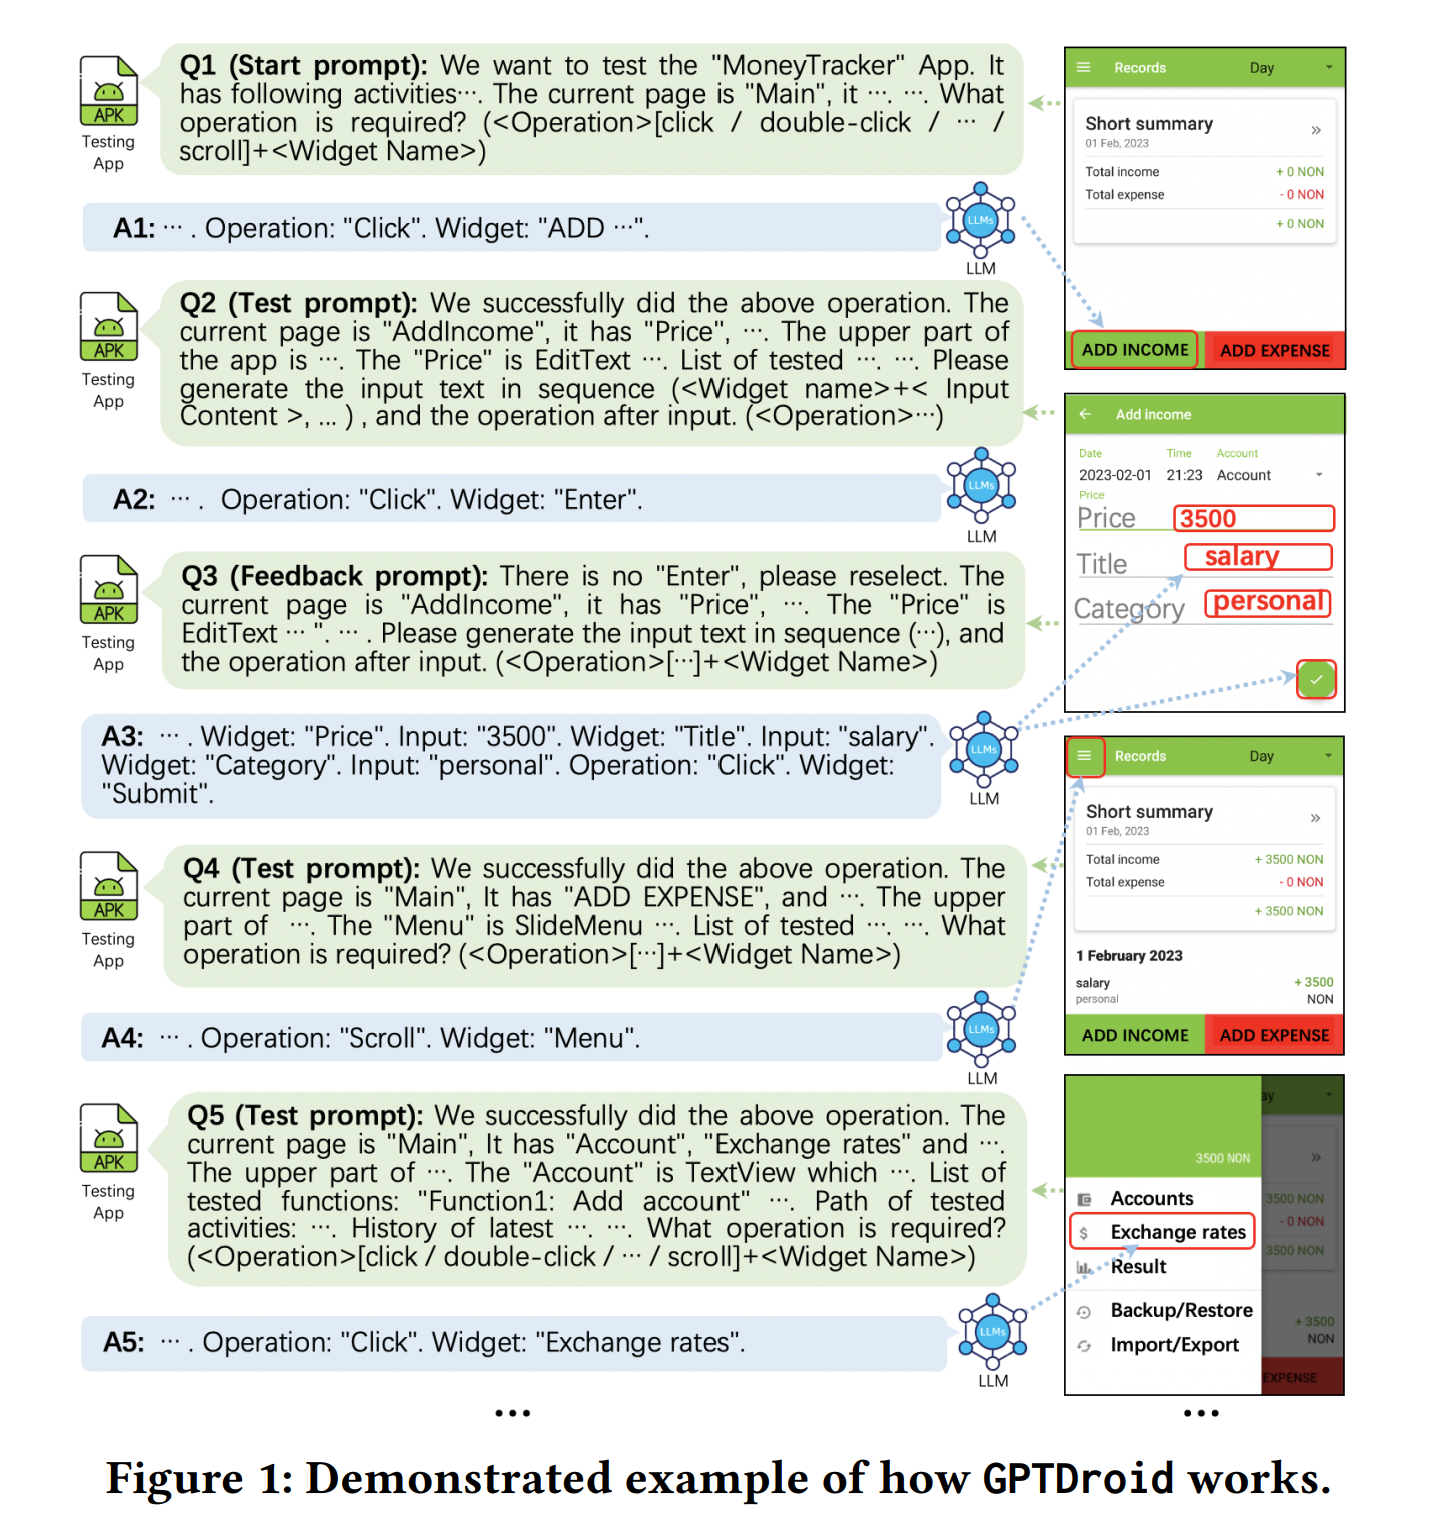 Q1 (Start prompt): We want to test the "MoneyTracker" App. It
has following activities···. The current page is "Main", it ···. ···. What
operation is required? (<Operation>[click / double-click / ··· /
scroll]+<Widget Name>)
APK
Testing
App
A1: ··· . Operation: "Click". Widget: "ADD ···".
LLMs
LLM
Q2 (Test prompt): We successfully did the above operation. The
current page is "AddIncome", it has "Price", ···. The upper part of
the app is ···. The "Price" is EditText ···. List of tested ···. ···. Please
generate the input text in sequence (<Widget name>+< Input
Content >, ... ) , and the operation after input. (<Operation>···)
APK
Testing
App
A2: ··· . Operation: "Click". Widget: "Enter".
LLMs
LLM
Q3 (Feedback prompt): There is no "Enter", please reselect. The
current page is "AddIncome", it has "Price", ···. The "Price" is
EditText ··· ". ··· . Please generate the input text in sequence (···), and
the operation after input. (<Operation>[···]+<Widget Name>)
APK
Testing
App
A3: ··· . Widget: "Price". Input: "3500". Widget: "Title". Input: "salary".
Widget: "Category". Input: "personal". Operation: "Click". Widget:
"Submit".
LLMs
LLM
Q4 (Test prompt): We successfully did the above operation. The
current page is "Main", It has "ADD EXPENSE", and ···. The upper
part of ···. The "Menu" is SlideMenu ···. List of tested ···. ···. What
operation is required? (<Operation>[···]+<Widget Name>)
APK
Testing
App
A4: ··· . Operation: "Scroll". Widget: "Menu".
LLMs
LLM
Q5 (Test prompt): We successfully did the above operation. The
current page is "Main", It has "Account", "Exchange rates" and ···.
The upper part of ···. The "Account" is TextView which ···. List of
tested functions: "Function1: Add account" ···. Path of tested
activities: ···. History of latest ···. ···. What operation is required?
(<Operation>[click / double-click / ··· / scroll]+<Widget Name>)
APK
Testing
App
A5: ··· . Operation: "Click". Widget: "Exchange rates".
LLMs
LLM
...
Records Day
Short summary »
01 Feb, 2023
Total income + 0 NON
Total expense - 0 NON
+ 0 NON
ADD INCOME ADD EXPENSE
Add income
Date Time Account
2023-02-01 21:23 Account
Price
Price 3500
Title salary
Category personal
Records Day
Short summary »
01 Feb, 2023
Total income + 3500 NON
Total expense - 0 NON
+ 3500 NON
1 February 2023
salary + 3500
personal NON
ADD INCOME ADD EXPENSE
ay
3500 NON »
Accounts 3500 NON
$ Exchange rates - 0 NON
3500 NON
Result
Backup/Restore + 3500
Import/Export NON
EXPENSE
...
Figure 1: Demonstrated example of how GPTDroid works.